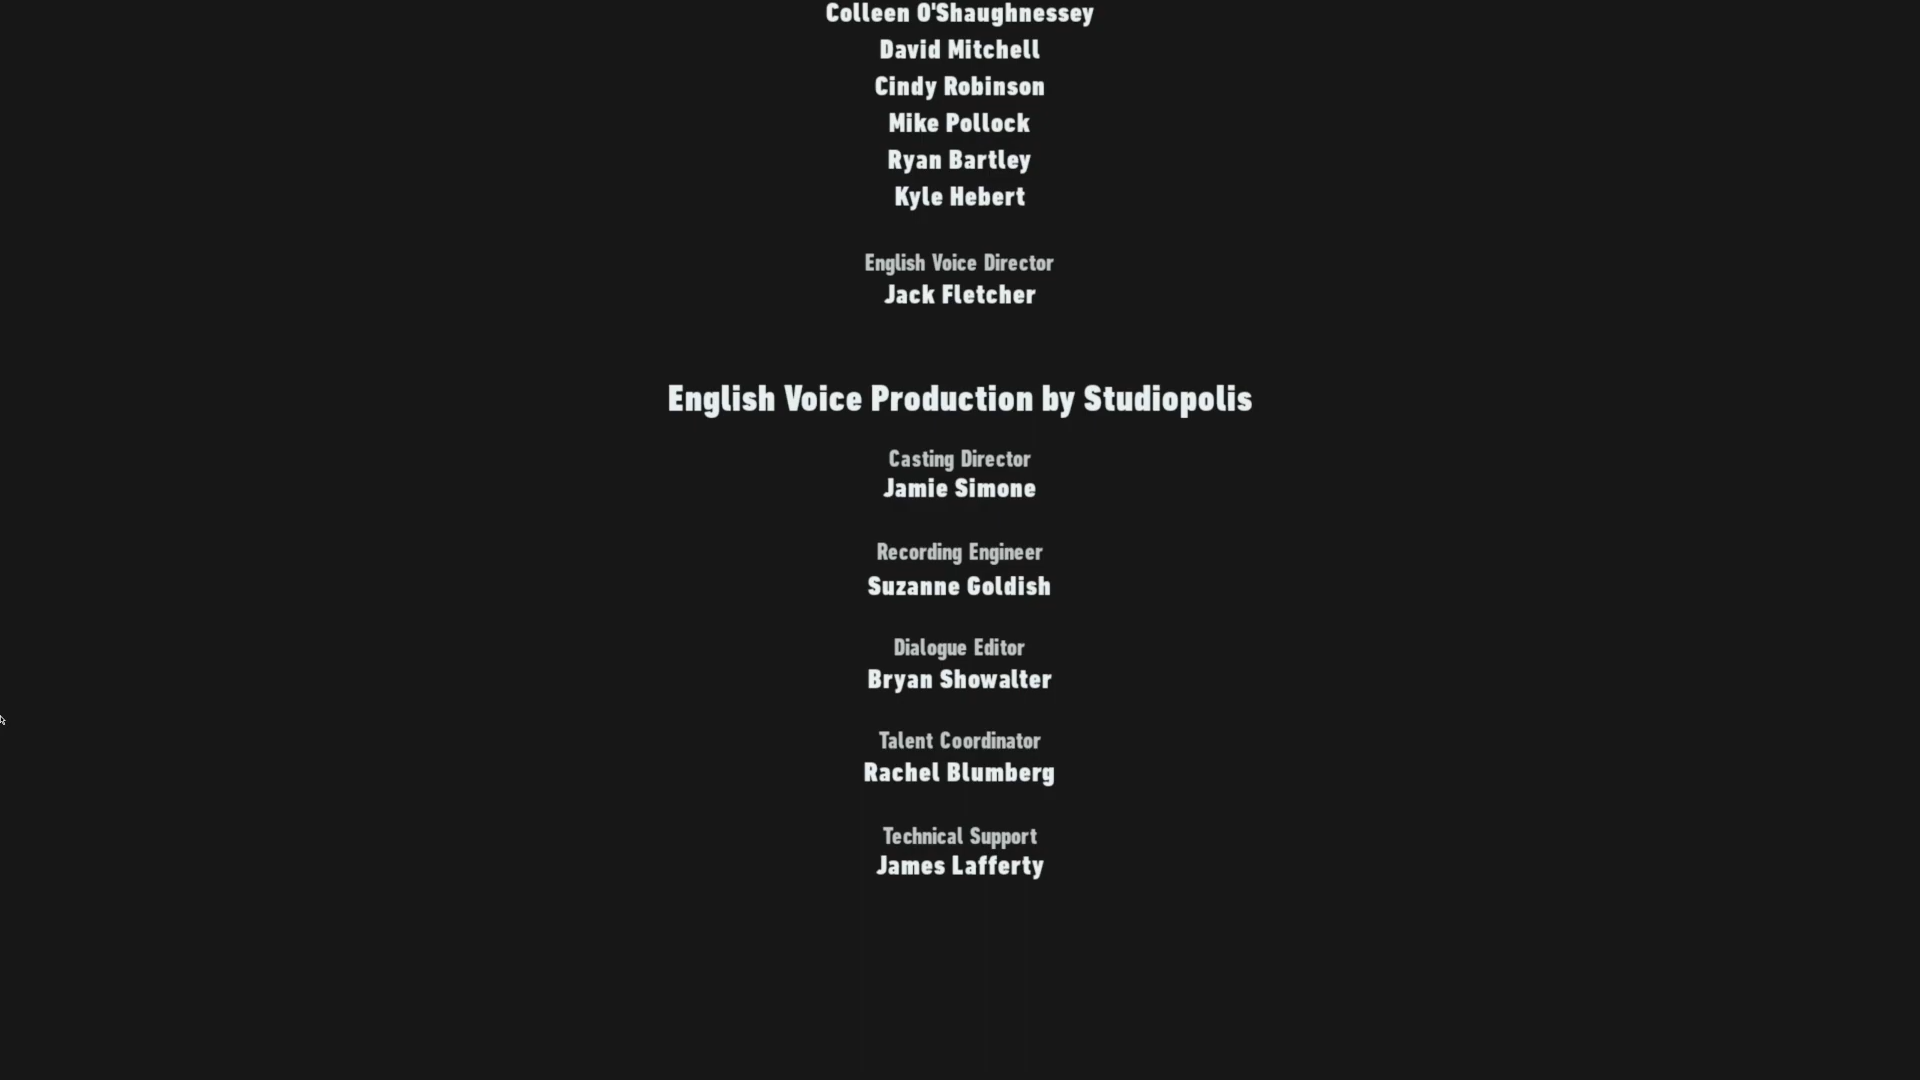 Colleen O'Shaughnessey
David Mitchell
Cindy Robinson
Mike Pollock
Ryan Bartley
Kyle Hebert
English Voice Director
Jack Fletcher
English Voice Production by Studiopolis
Casting Director
Jamie Simone
Recording Engineer
Suzanne Goldish
Dialogue Editor
Bryan Showalter
Talent Coordinator
Rachel Blumberg
Technical Support
James Lafferty